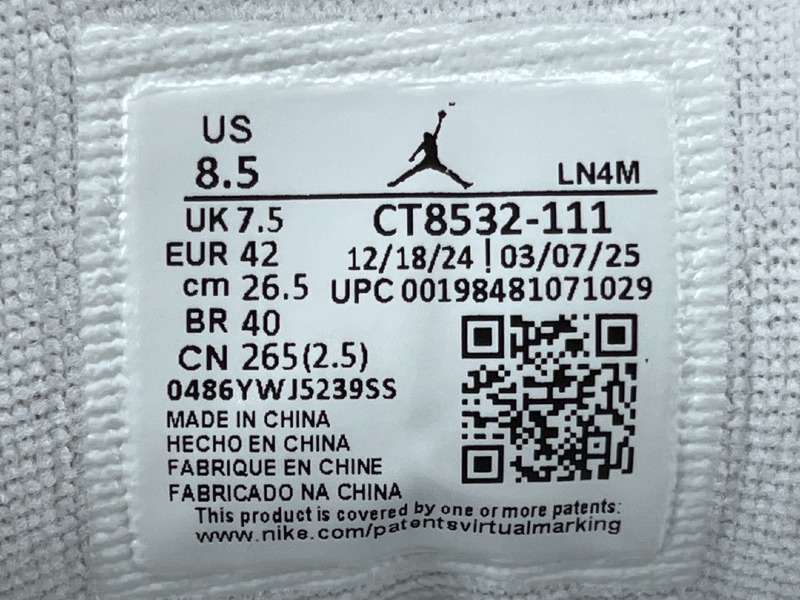 US
8.5
LN4M
UK 7.5
CT8532-111
EUR 42
12/18/24 | 03/07/25
cm 26.5
UPC 00198481071029
BR 40
CN 265(2.5)
0486YWJ5239SS
MADE IN CHINA
HECHO EN CHINA
FABRIQUE EN CHINE
FABRICADO NA CHINA
This product is covered by one or more patents:
www.nike.com/patentsvirtualmarking